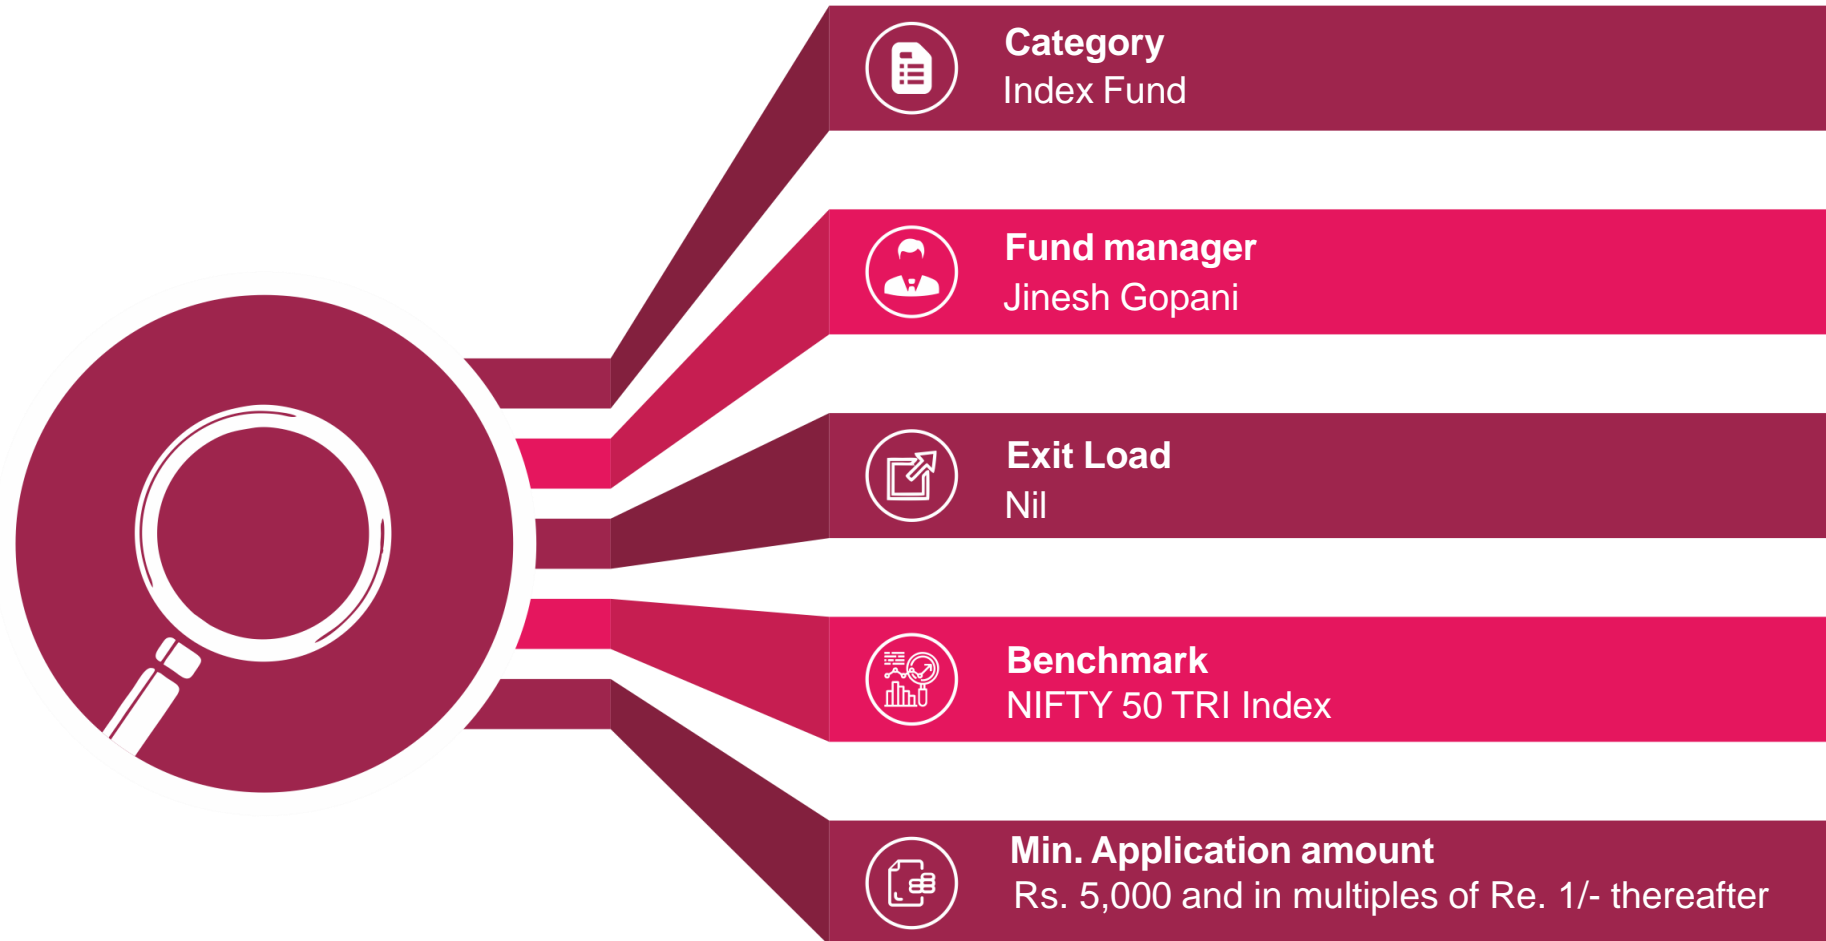 Category
Index Fund
Fund manager
Jinesh Gopani
Exit Load
Nil
Benchmark
NIFTY 50 TRI Index
Min. Application amount
Rs. 5,000 and in multiples of Re. 1/- thereafter